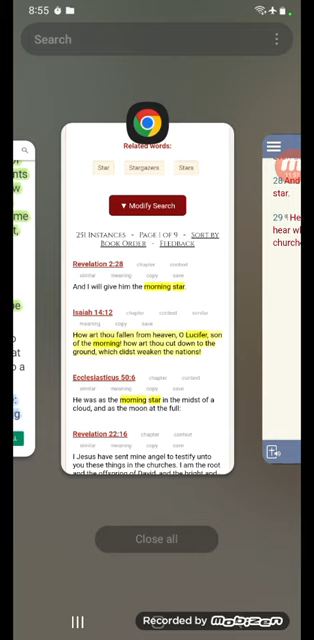 8:55
Search
Related words:
Star Stargazers Stars
▼ Modify Search
251 Instances - Page 1 of 9 - Sort by
Book Order - Feedback
Revelation 2:28 chapter context
similar meaning copy save
And I will give him the morning star.
Isaiah 14:12 chapter context similar
meaning copy save
How art thou fallen from heaven, O Lucifer, son
of the morning! how art thou cut down to the
ground, which didst weaken the nations!
Ecclesiasticus 50:6 chapter context
similar meaning copy save
He was as the morning star in the midst of a
cloud, and as the moon at the full:
Revelation 22:16 chapter context
similar meaning copy save
I Jesus have sent mine angel to testify unto
you these things in the churches. I am the root
and the offspring of David, and the bright and
28 And
star.
29 ¶ He
hear wh
churche
Close all
Recorded by Mobizen